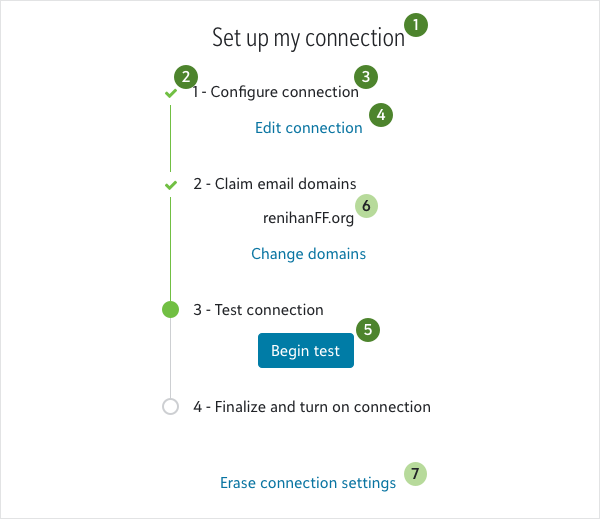 Set up my connection 1
2
1 - Configure connection 3
Edit connection 4
2 - Claim email domains
renihanFF.org 6
Change domains
3 - Test connection
Begin test 5
4 - Finalize and turn on connection
Erase connection settings 7